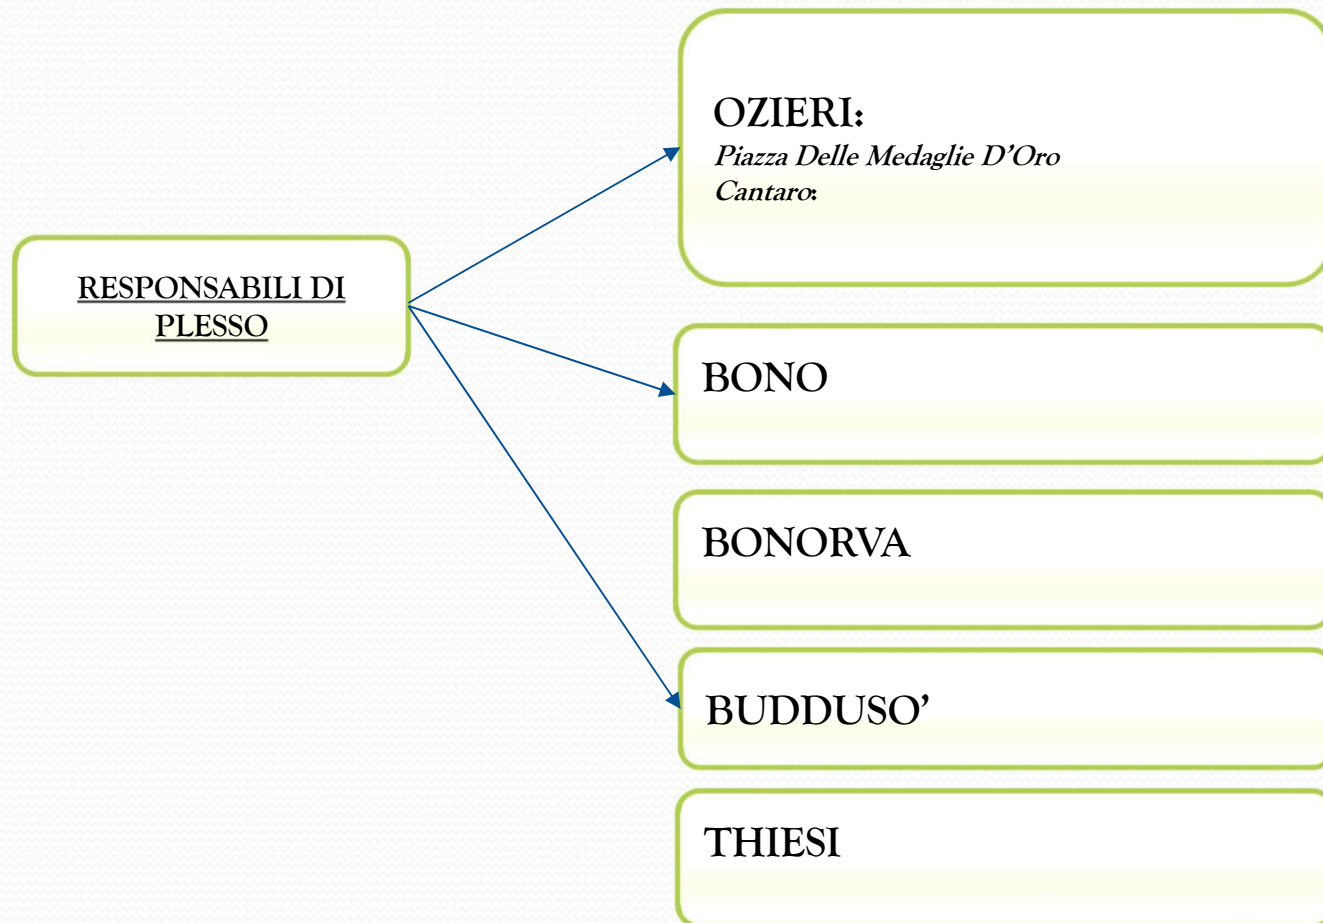 RESPONSABILI DI
PLESSO
OZIERI:
Piazza Delle Medaglie D’Oro
Cantaro:
BONO
BONORVA
BUDDUSO’
THIESI